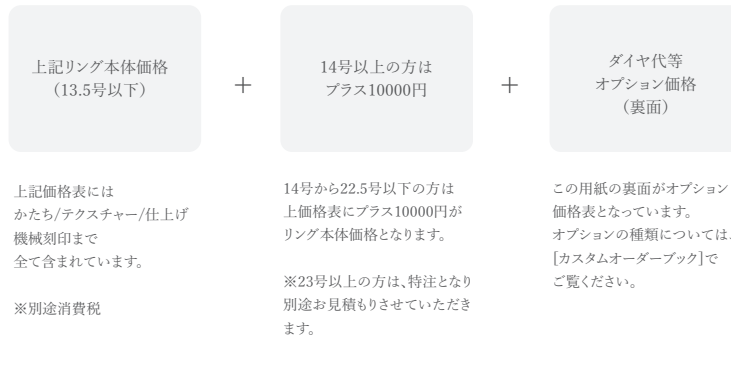 上記リング本体価格
（13.5号以下）
＋
14号以上の方は
プラス10000円
＋
ダイヤ代等
オプション価格
（裏面）
上記価格表には
かたち/テクスチャー/仕上げ
機械刻印まで
全て含まれています。
※別途消費税
14号から22.5号以下の方は
上価格表にプラス10000円が
リング本体価格となります。
※23号以上の方は、特注となり
別途お見積もりさせていただき
ます。
この用紙の裏面がオプション
価格表となっています。
オプションの種類については、
[カスタムオーダーブック]で
ご覧ください。